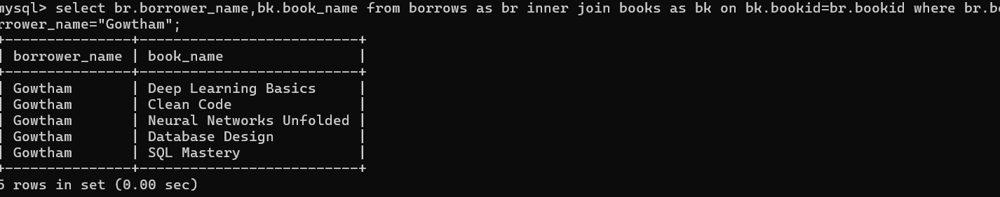 mysql> select br.borrower_name,bk.book_name from borrows as br inner join books as bk on bk.bookid=br.bookid where br.bo
rrower_name="Gowtham";
+---------------+-------------------------+
| borrower_name | book_name               |
+---------------+-------------------------+
| Gowtham       | Deep Learning Basics    |
| Gowtham       | Clean Code              |
| Gowtham       | Neural Networks Unfolded |
| Gowtham       | Database Design         |
| Gowtham       | SQL Mastery             |
+---------------+-------------------------+
5 rows in set (0.00 sec)